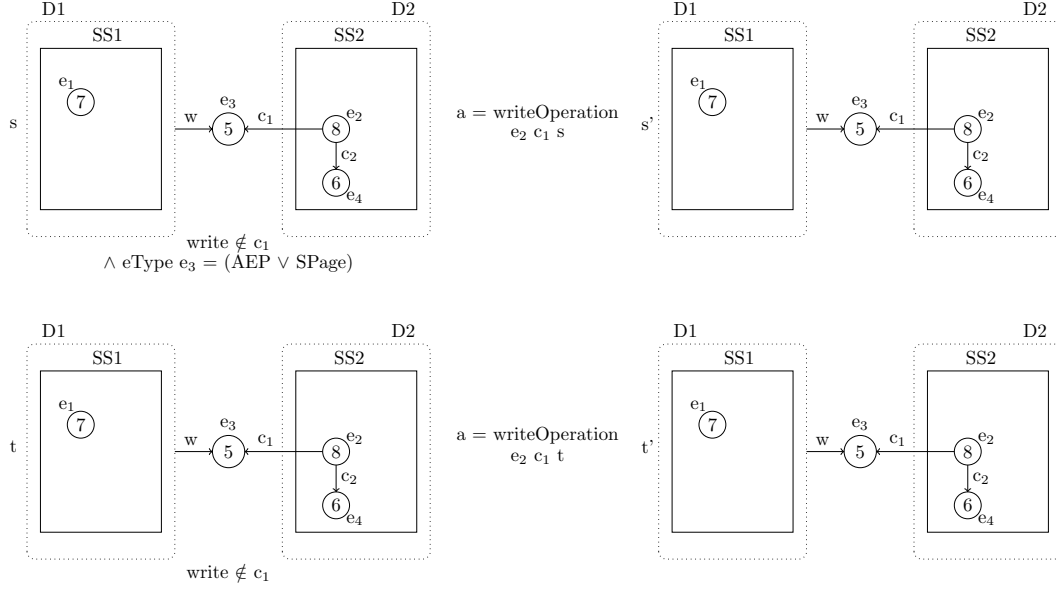 D1 D2 D1 D2
SS1 SS2 SS1 SS2
e₁ 7 e₃ e₁ 7 e₃
s w 5 c₁ 8 e₂ a = writeOperation s' w 5 c₁ 8 e₂
e₂ c₁ s
c₂ c₂
6 e₄ 6 e₄
write ∉ c₁
∧ eType e₃ = (AEP ∨ SPage)
D1 D2 D1 D2
SS1 SS2 SS1 SS2
e₁ 7 e₃ e₁ 7 e₃
t w 5 c₁ 8 e₂ a = writeOperation t' w 5 c₁ 8 e₂
e₂ c₁ t
c₂ c₂
6 e₄ 6 e₄
write ∉ c₁